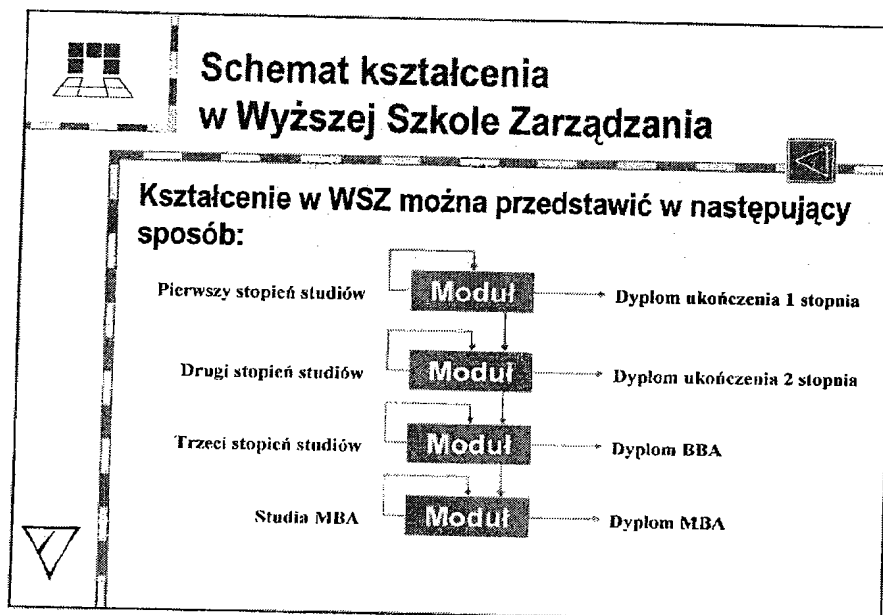 Schemat kształcenia
w Wyższej Szkole Zarządzania
Kształcenie w WSZ można przedstawić w następujący
sposób:
Pierwszy stopień studiów Moduł Dyplom ukończenia 1 stopnia
Drugi stopień studiów Moduł Dyplom ukończenia 2 stopnia
Trzeci stopień studiów Moduł Dyplom BBA
Studia MBA Moduł Dyplom MBA